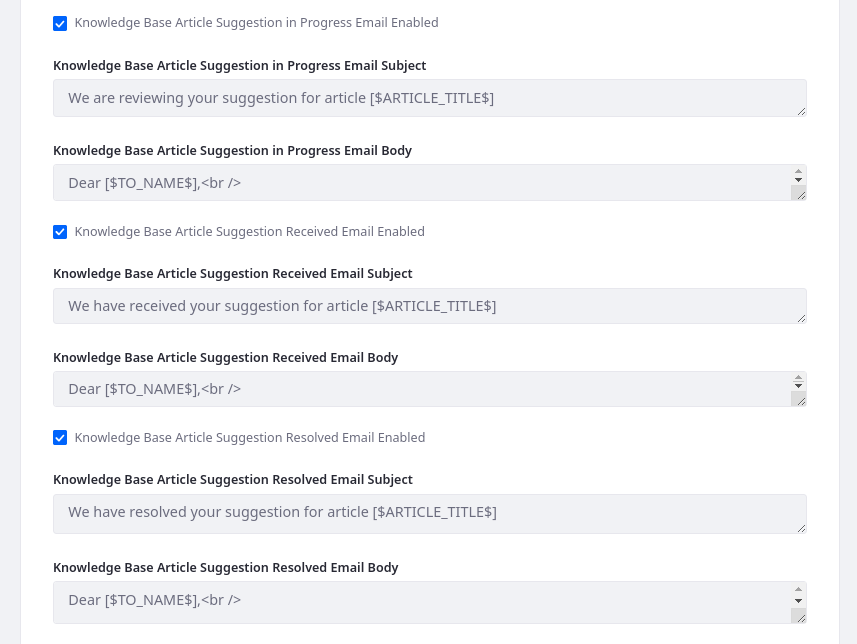 Knowledge Base Article Suggestion in Progress Email Enabled
Knowledge Base Article Suggestion in Progress Email Subject
We are reviewing your suggestion for article [$ARTICLE_TITLE$]
Knowledge Base Article Suggestion in Progress Email Body
Dear [$TO_NAME$],<br />
Knowledge Base Article Suggestion Received Email Enabled
Knowledge Base Article Suggestion Received Email Subject
We have received your suggestion for article [$ARTICLE_TITLE$]
Knowledge Base Article Suggestion Received Email Body
Dear [$TO_NAME$],<br />
Knowledge Base Article Suggestion Resolved Email Enabled
Knowledge Base Article Suggestion Resolved Email Subject
We have resolved your suggestion for article [$ARTICLE_TITLE$]
Knowledge Base Article Suggestion Resolved Email Body
Dear [$TO_NAME$],<br />